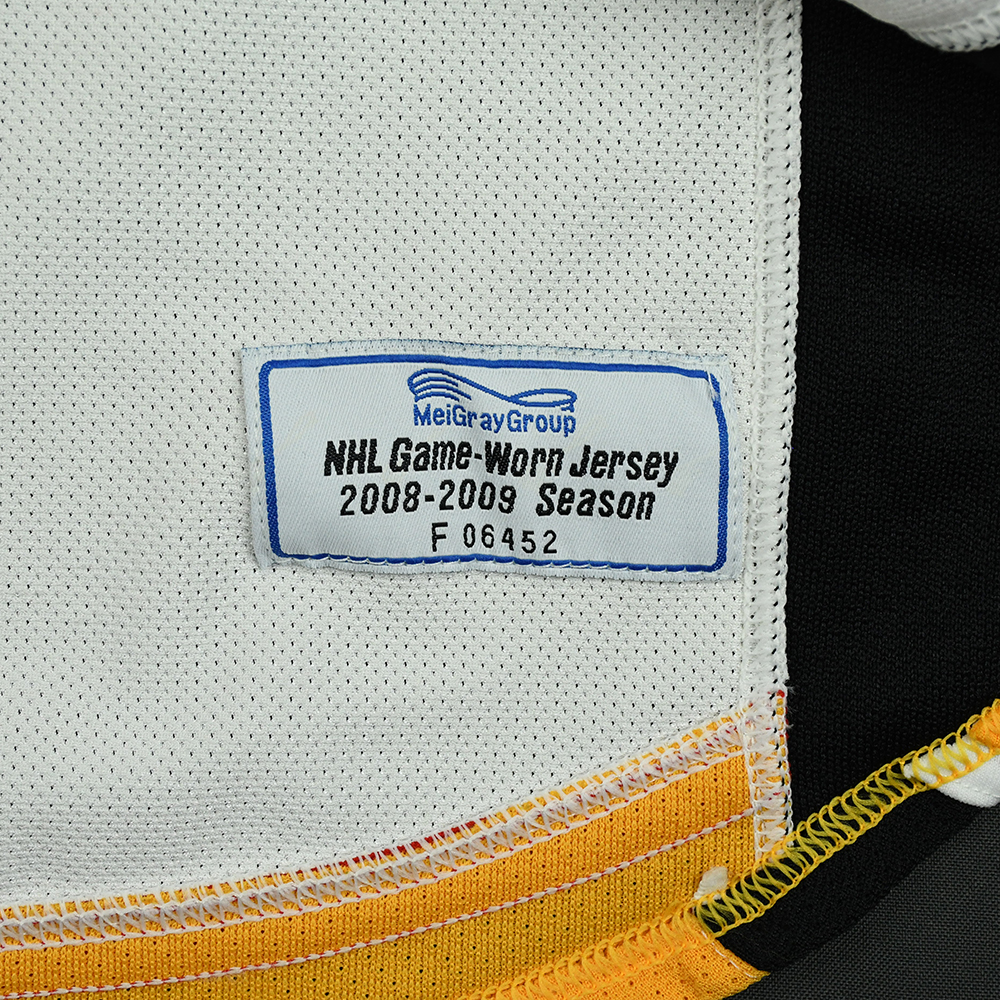 MeiGrayGroup
NHL Game-Worn Jersey
2008-2009 Season
F 06452